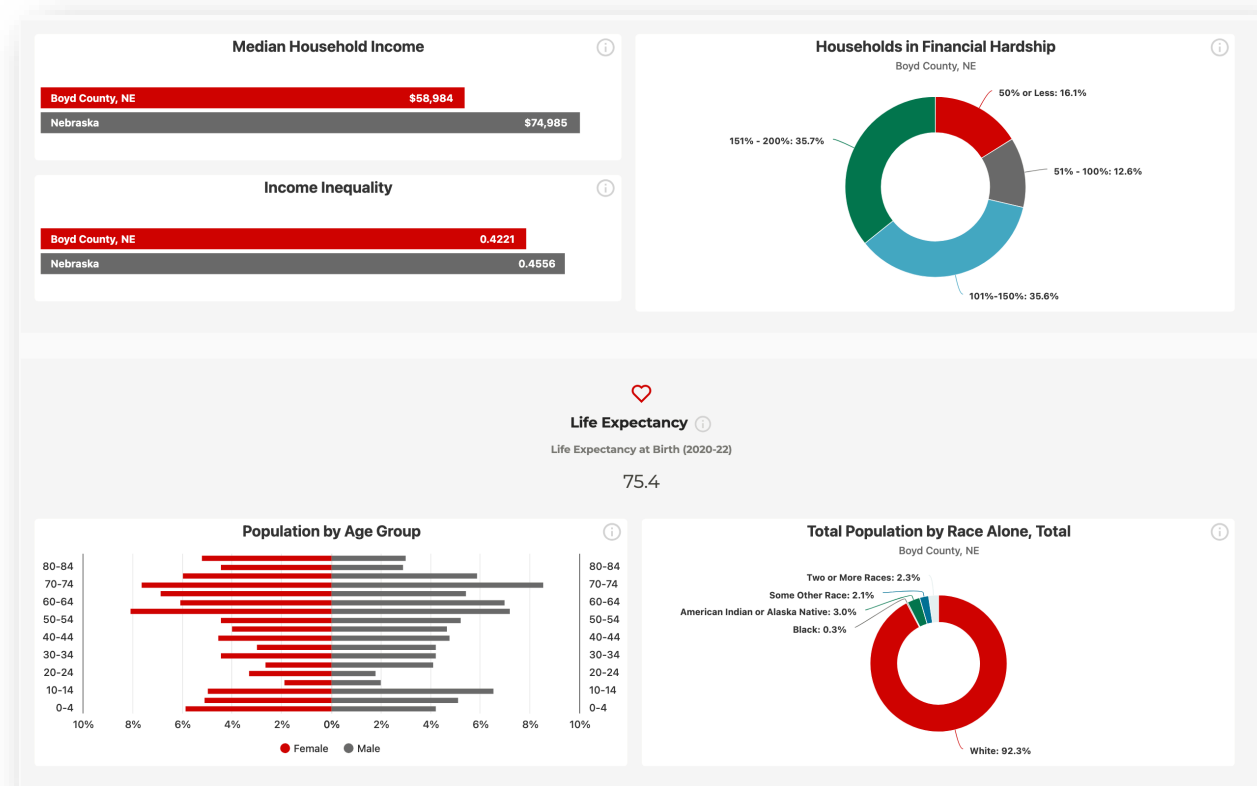 Median Household Income
Boyd County, NE $58,984
Nebraska $74,985
Income Inequality
Boyd County, NE 0.4221
Nebraska 0.4556
Households in Financial Hardship
Boyd County, NE
50% or Less: 16.1%
151% - 200%: 35.7%
51% - 100%: 12.6%
101%-150%: 35.6%
Life Expectancy
Life Expectancy at Birth (2020-22)
75.4
Population by Age Group
80-84 80-84
70-74 70-74
60-64 60-64
50-54 50-54
40-44 40-44
30-34 30-34
20-24 20-24
10-14 10-14
0-4 0-4
10% 8% 6% 4% 2% 0% 2% 4% 6% 8% 10%
Female Male
Total Population by Race Alone, Total
Boyd County, NE
Two or More Races: 2.3%
Some Other Race: 2.1%
American Indian or Alaska Native: 3.0%
Black: 0.3%
White: 92.3%